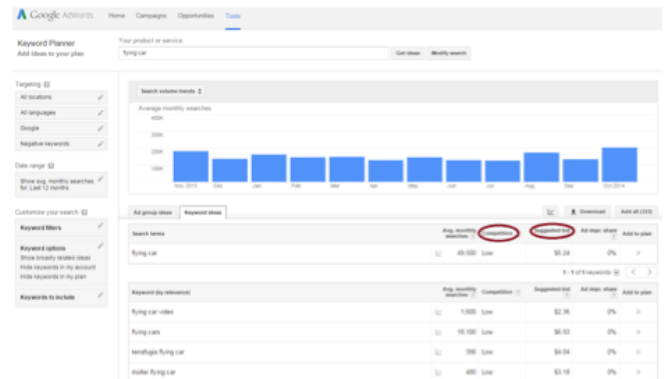 Google AdWords
Home Campaigns Opportunities Tools
Keyword Planner
Add ideas to your plan
Your product or service
flying car
Get ideas Modify search
Targeting
All locations
All languages
Google
Negative keywords
Date range
Show avg. monthly searches
for: Last 12 months
Customize your search
Keyword filters
Keyword options
Show broadly related ideas
Hide keywords in my account
Hide keywords in my plan
Keywords to include
Search volume trends
Average monthly searches
400K
300K
200K
100K
Nov 2013 Dec Jan Feb Mar Apr May Jun Jul Aug Sep Oct 2014
Ad group ideas Keyword ideas
Download Add all (333)
Search terms Avg. monthly searches Competition Suggested bid Ad impr. share Add to plan
flying car 49,500 Low $5.24 0%
1 - 1 of 1 keywords
Keyword (by relevance) Avg. monthly searches Competition Suggested bid Ad impr. share Add to plan
flying car video 1,600 Low $2.36 0%
flying cars 18,100 Low $6.93 0%
terrafugia flying car 390 Low $4.04 0%
moller flying car 480 Low $3.18 0%